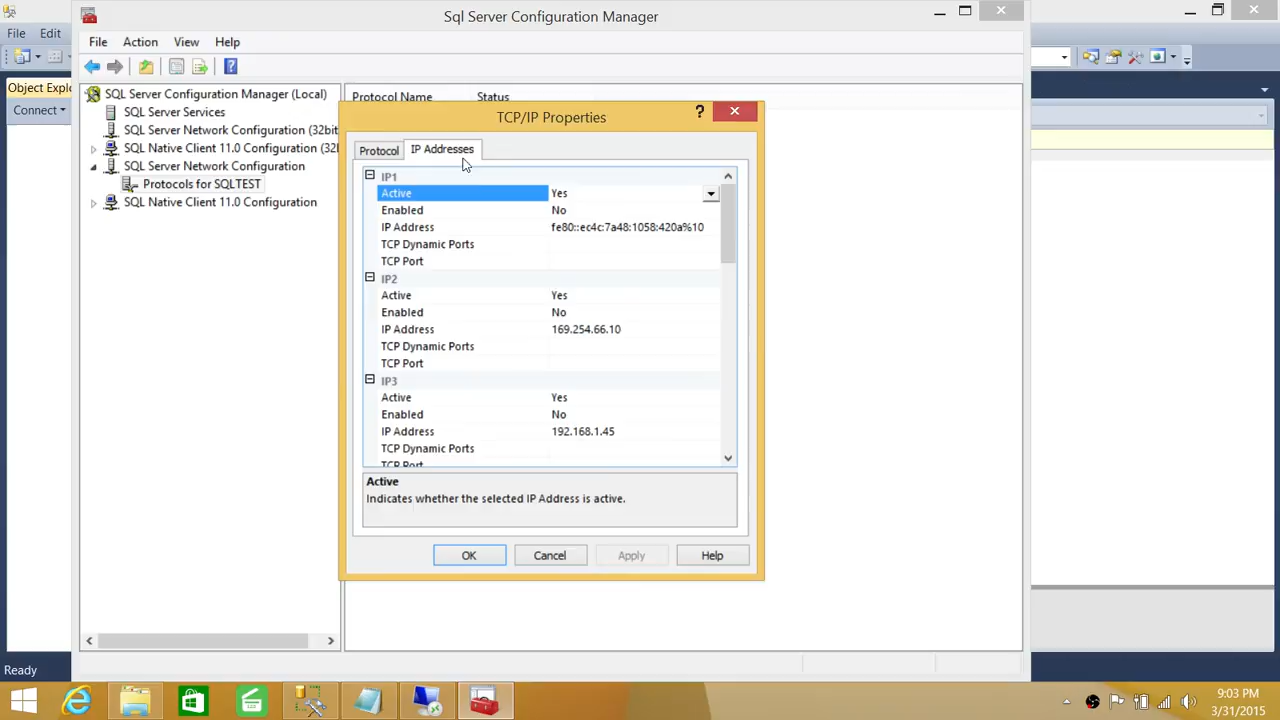 Sql Server Configuration Manager
File Edit
File Action View Help
Object Explo
Connect
SQL Server Configuration Manager (Local)
SQL Server Services
SQL Server Network Configuration (32bit
SQL Native Client 11.0 Configuration (32l
SQL Server Network Configuration
Protocols for SQLTEST
SQL Native Client 11.0 Configuration
Protocol Name Status
TCP/IP Properties
?
Protocol IP Addresses
IP1
Active Yes
Enabled No
IP Address fe80::ec4c:7a48:1058:420a%10
TCP Dynamic Ports
TCP Port
IP2
Active Yes
Enabled No
IP Address 169.254.66.10
TCP Dynamic Ports
TCP Port
IP3
Active Yes
Enabled No
IP Address 192.168.1.45
TCP Dynamic Ports
TCP Port
Active
Indicates whether the selected IP Address is active.
OK Cancel Apply Help
Ready
9:03 PM
3/31/2015